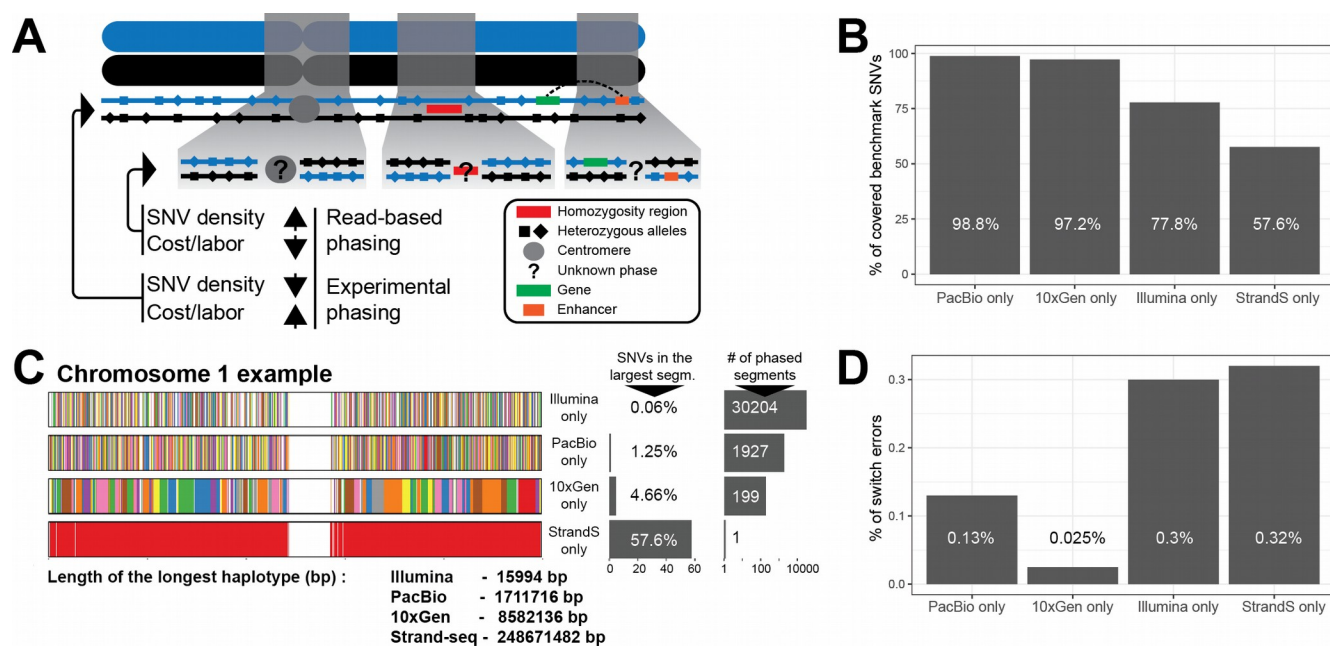 A
?
?
?
SNV density
Cost/labor
Read-based
phasing
SNV density
Cost/labor
Experimental
phasing
Homozygosity region
Heterozygous alleles
Centromere
? Unknown phase
Gene
Enhancer
B
% of covered benchmark SNVs
100
75
50
25
0
98.8%
97.2%
77.8%
57.6%
PacBio only
10xGen only
Illumina only
StrandS only
C
Chromosome 1 example
SNVs in the
largest segm.
# of phased
segments
Illumina
only
0.06%
30204
PacBio
only
1.25%
1927
10xGen
only
4.66%
199
StrandS
only
57.6%
1
0 20 40 60
1 100 10000
Length of the longest haplotype (bp) :
Illumina - 15994 bp
PacBio - 1711716 bp
10xGen - 8582136 bp
Strand-seq - 248671482 bp
D
% of switch errors
0.3
0.2
0.1
0.0
0.13%
0.025%
0.3%
0.32%
PacBio only
10xGen only
Illumina only
StrandS only